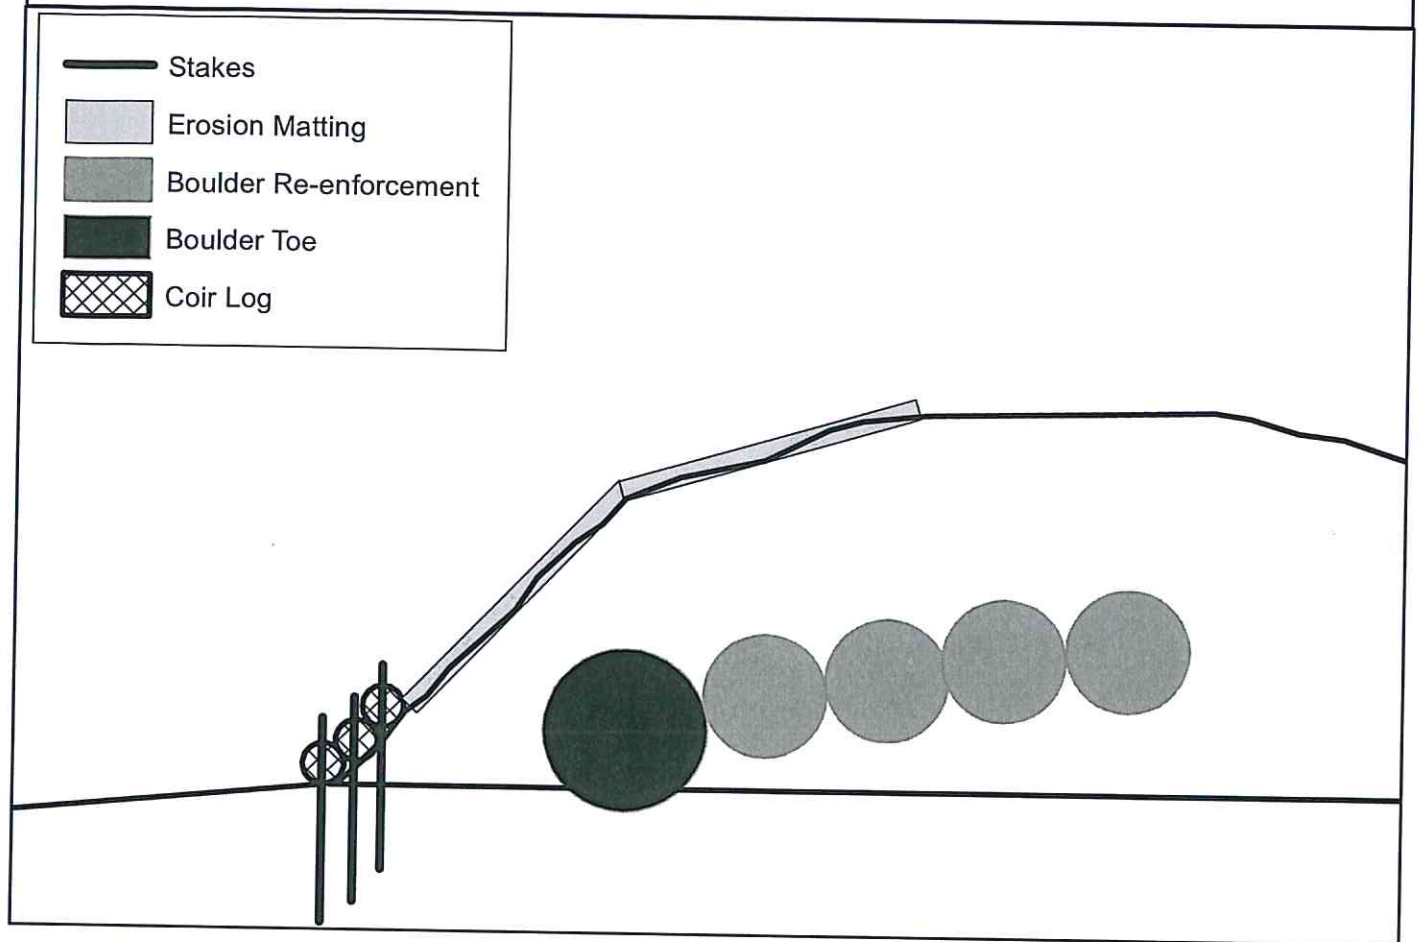 Stakes
Erosion Matting
Boulder Re-enforcement
Boulder Toe
Coir Log